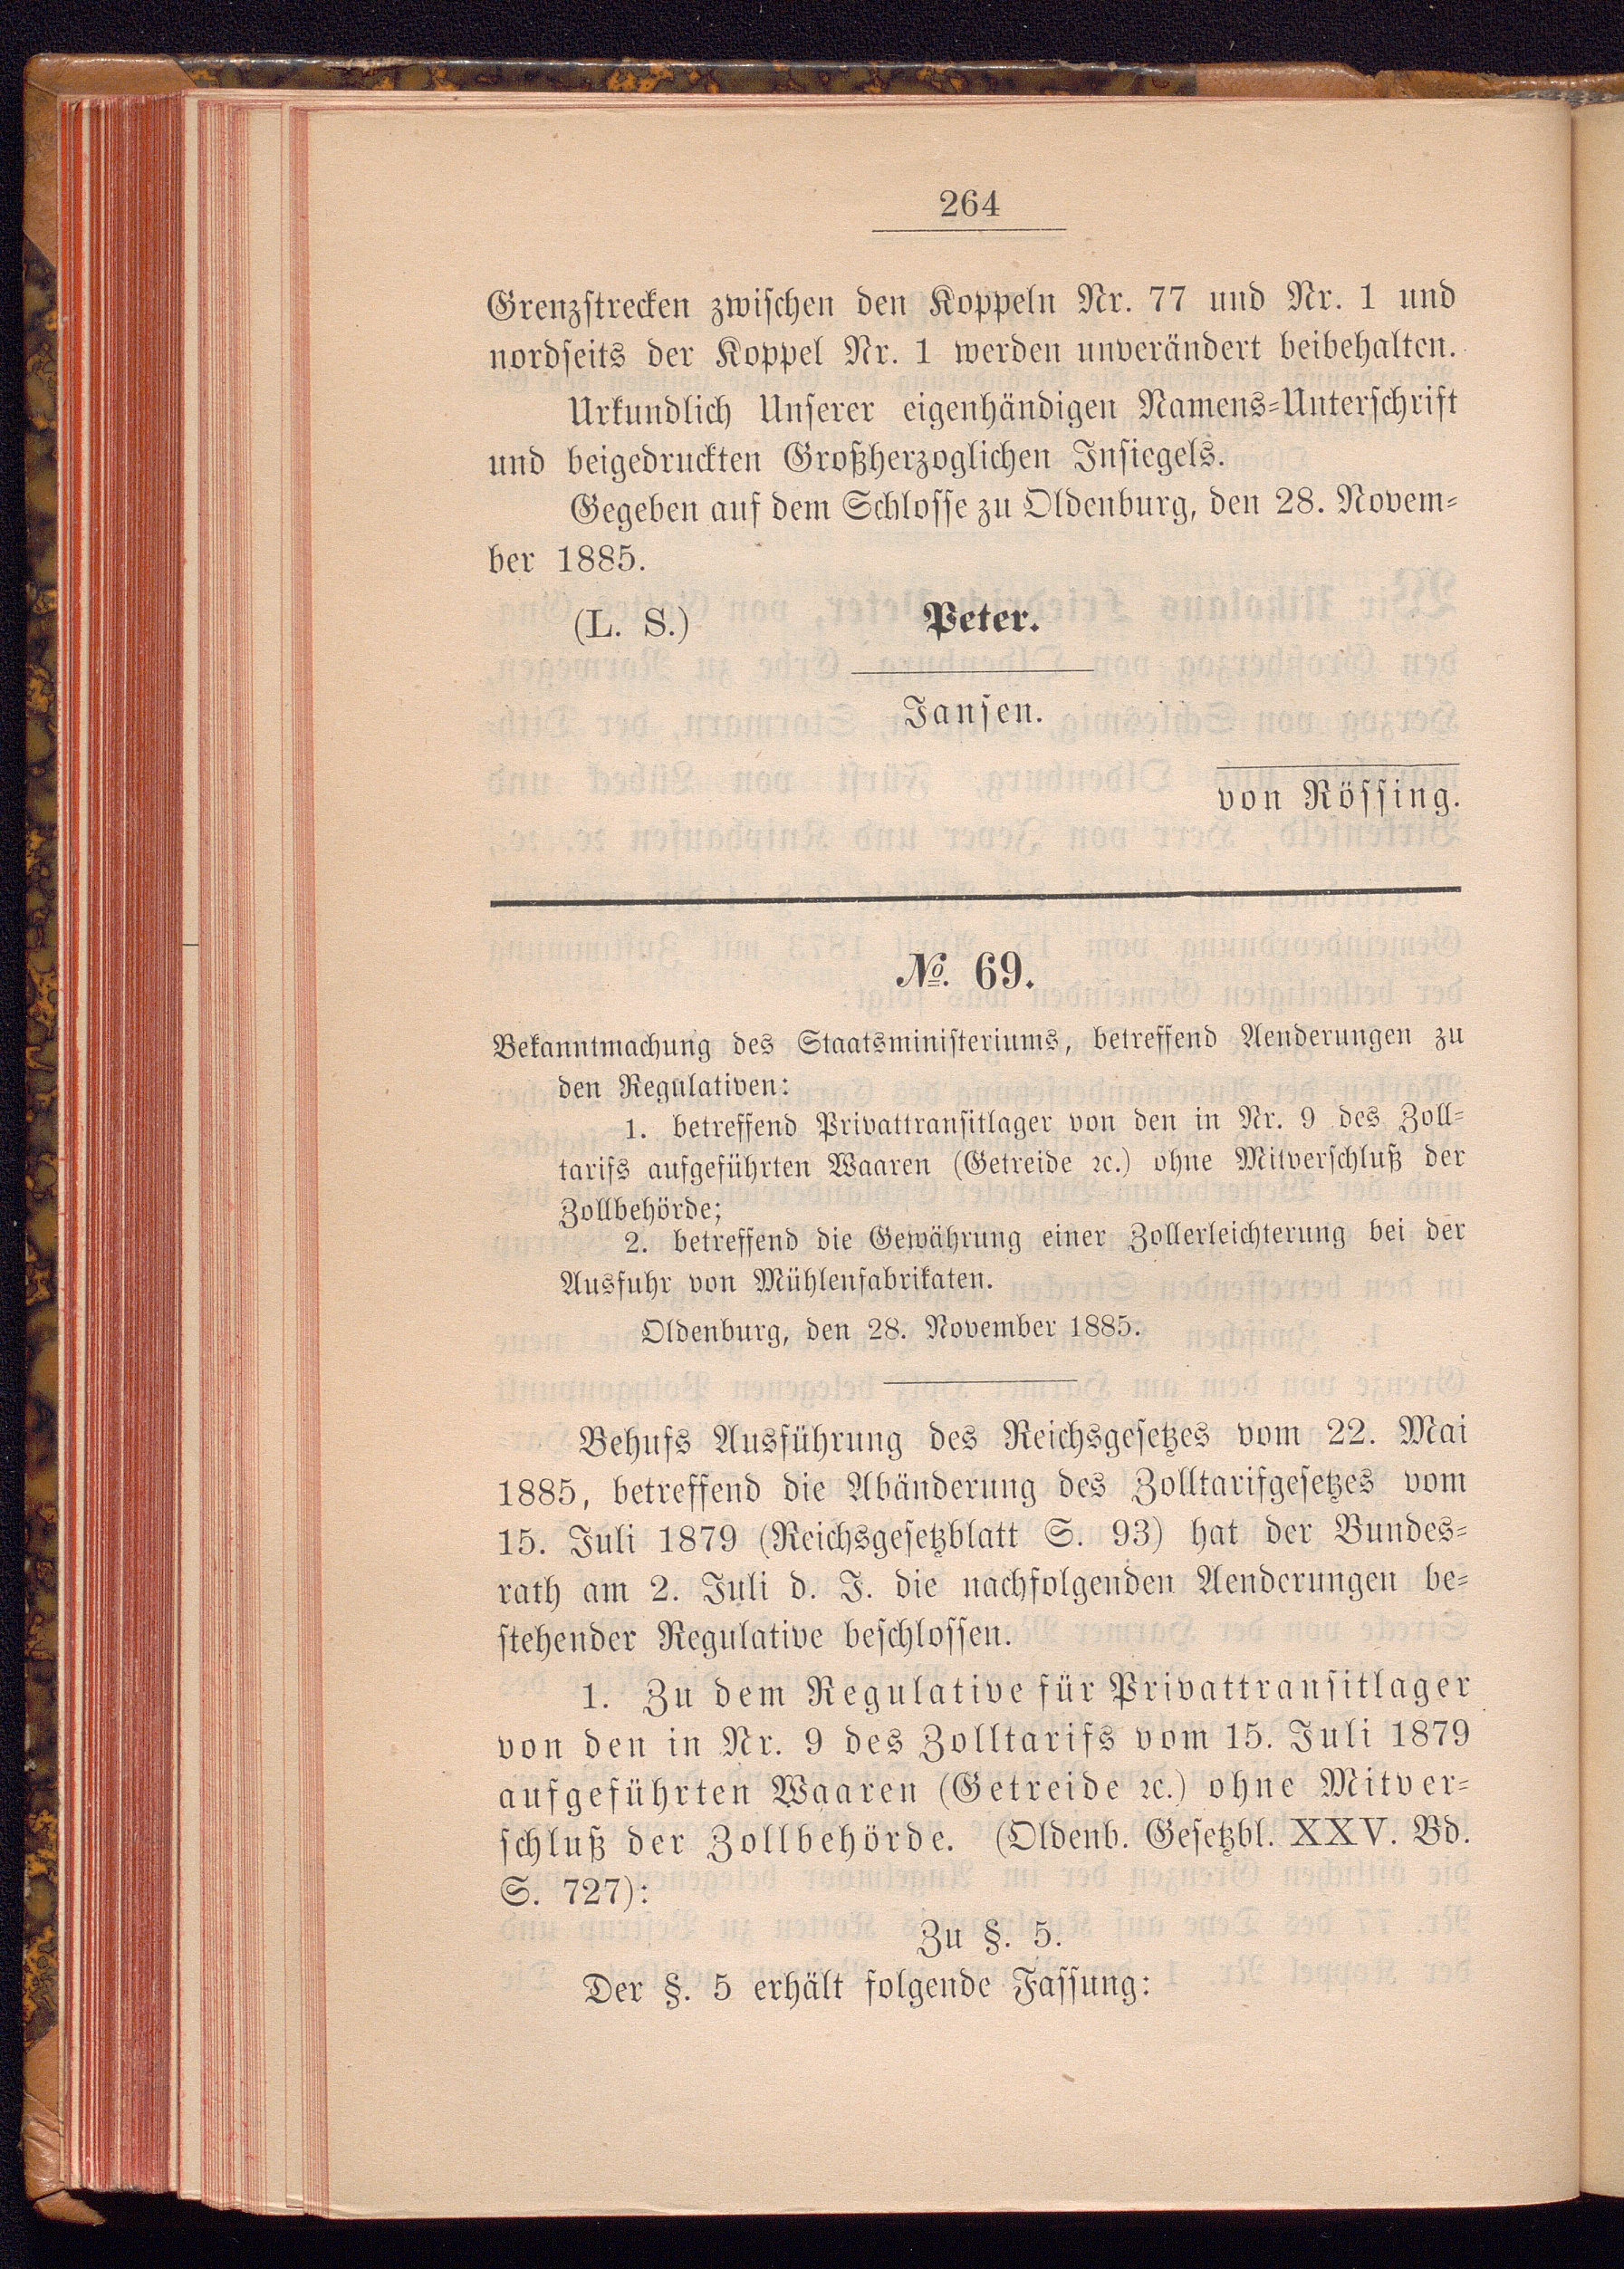 264
Grenzstrecken zwischen den Koppeln Nr. 77 und Nr. 1 und
nordseits der Koppel Nr. 1 werden unverändert beibehalten.
Urkundlich Unserer eigenhändigen Namens=Unterschrift
und beigedruckten Großherzoglichen Insiegels.
Gegeben auf dem Schlosse zu Oldenburg, den 28. Novem=
ber 1885.
(L. S.) Peter.
Jansen.
von Rössing.
No. 69.
Bekanntmachung des Staatsministeriums, betreffend Aenderungen zu
den Regulativen:
1. betreffend Privattransitlager von den in Nr. 9 des Zoll=
tarifs aufgeführten Waaren (Getreide ꝛc.) ohne Mitverschluß der
Zollbehörde;
2. betreffend die Gewährung einer Zollerleichterung bei der
Ausfuhr von Mühlenfabrikaten.
Oldenburg, den 28. November 1885.
Behufs Ausführung des Reichsgesetzes vom 22. Mai
1885, betreffend die Abänderung des Zolltarifgesetzes vom
15. Juli 1879 (Reichsgesetzblatt S. 93) hat der Bundes=
rath am 2. Juli d. J. die nachfolgenden Aenderungen be=
stehender Regulative beschlossen.
1. Zu dem Regulative für Privattransitlager
von den in Nr. 9 des Zolltarifs vom 15. Juli 1879
aufgeführten Waaren (Getreide ꝛc.) ohne Mitver=
schluß der Zollbehörde. (Oldenb. Gesetzbl. XXV. Bd.
S. 727):
Zu §. 5.
Der §. 5 erhält folgende Fassung: